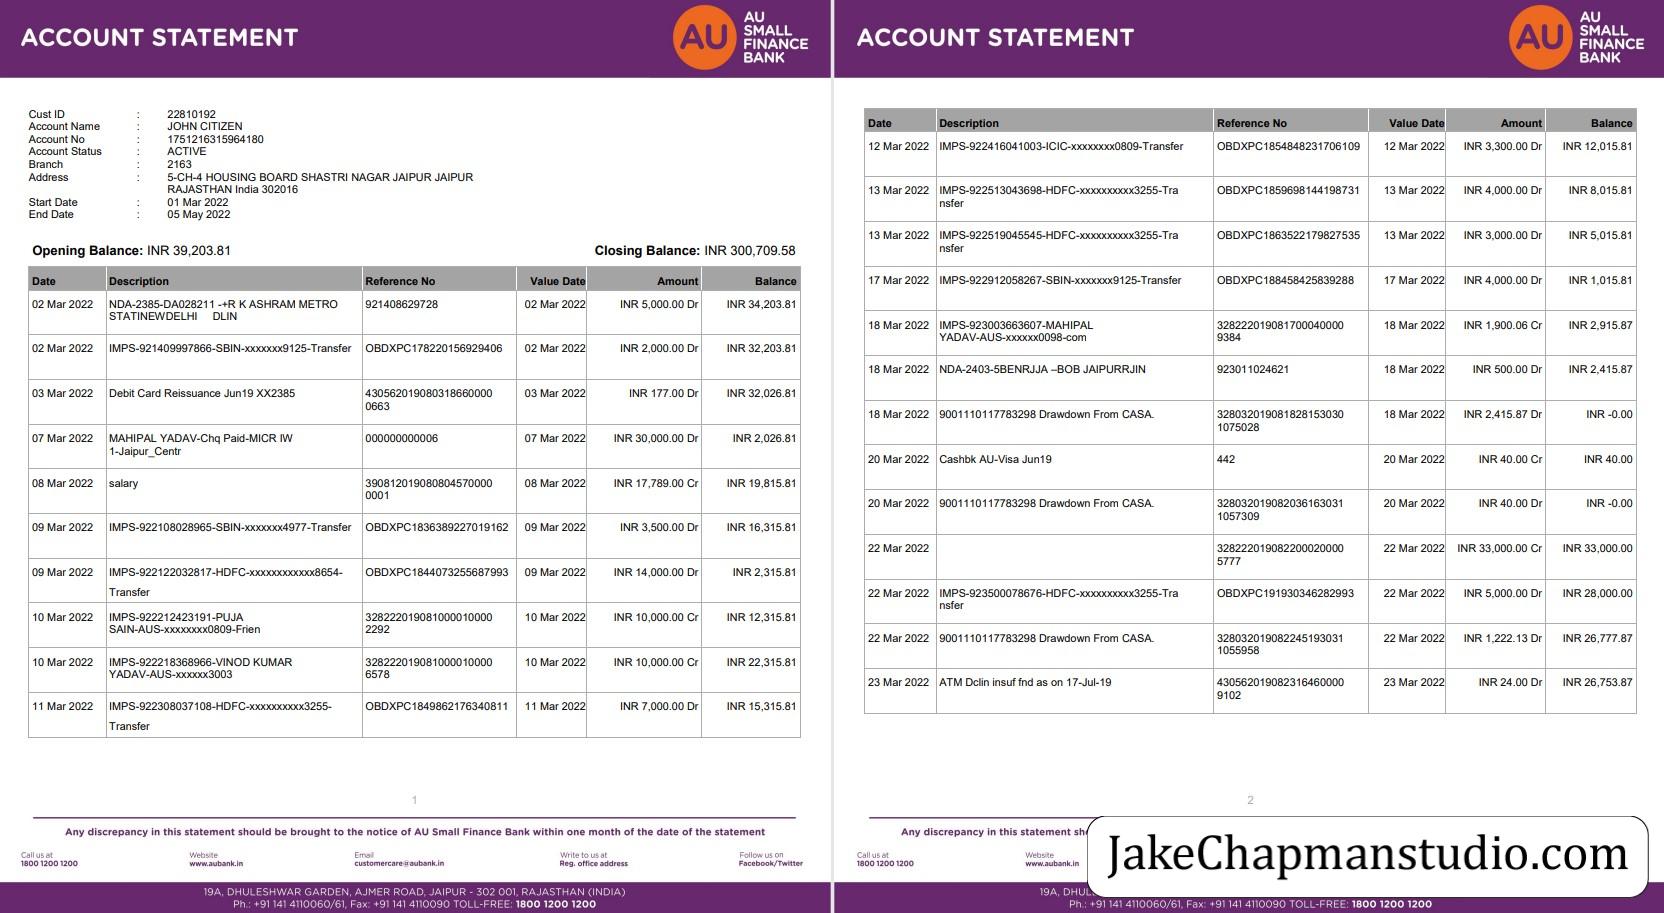 ACCOUNT STATEMENT
AU
AU
SMALL
FINANCE
BANK
Cust ID : 22810192
Account Name : JOHN CITIZEN
Account No : 1751216315964180
Account Status : ACTIVE
Branch : 2163
Address : 5-CH-4 HOUSING BOARD SHASTRI NAGAR JAIPUR JAIPUR
RAJASTHAN India 302016
Start Date : 01 Mar 2022
End Date : 05 May 2022
Opening Balance: INR 39,203.81 Closing Balance: INR 300,709.58
Date Description Reference No Value Date Amount Balance
02 Mar 2022 NDA-2385-DA028211 -+R K ASHRAM METRO 921408629728 02 Mar 2022 INR 5,000.00 Dr INR 34,203.81
STATINEWDELHI DLIN
02 Mar 2022 IMPS-921409997866-SBIN-xxxxxxx9125-Transfer OBDXPC178220156929406 02 Mar 2022 INR 2,000.00 Dr INR 32,203.81
03 Mar 2022 Debit Card Reissuance Jun19 XX2385 430562019080318660000 03 Mar 2022 INR 177.00 Dr INR 32,026.81
0663
07 Mar 2022 MAHIPAL YADAV-Chq Paid-MICR IW 000000000006 07 Mar 2022 INR 30,000.00 Dr INR 2,026.81
1-Jaipur_Centr
08 Mar 2022 salary 390812019080804570000 08 Mar 2022 INR 17,789.00 Cr INR 19,815.81
0001
09 Mar 2022 IMPS-922108028965-SBIN-xxxxxxx4977-Transfer OBDXPC1836389227019162 09 Mar 2022 INR 3,500.00 Dr INR 16,315.81
09 Mar 2022 IMPS-922122032817-HDFC-xxxxxxxxxxxx8654- OBDXPC1844073255687993 09 Mar 2022 INR 14,000.00 Dr INR 2,315.81
Transfer
10 Mar 2022 IMPS-922212423191-PUJA 328222019081000010000 10 Mar 2022 INR 10,000.00 Cr INR 12,315.81
SAIN-AUS-xxxxxxxx0809-Frien 2292
10 Mar 2022 IMPS-922218368966-VINOD KUMAR 328222019081000010000 10 Mar 2022 INR 10,000.00 Cr INR 22,315.81
YADAV-AUS-xxxxxx3003 6578
11 Mar 2022 IMPS-922308037108-HDFC-xxxxxxxxxx3255- OBDXPC1849862176340811 11 Mar 2022 INR 7,000.00 Dr INR 15,315.81
Transfer
1
Any discrepancy in this statement should be brought to the notice of AU Small Finance Bank within one month of the date of the statement
Call us at Website Email Write to us at Follow us on
1800 1200 1200 www.aubank.in customercare@aubank.in Reg. office address Facebook/Twitter
19A, DHULESHWAR GARDEN, AJMER ROAD, JAIPUR - 302 001, RAJASTHAN (INDIA)
Ph.: +91 141 4110060/61, Fax: +91 141 4110090 TOLL-FREE: 1800 1200 1200
ACCOUNT STATEMENT
AU
AU
SMALL
FINANCE
BANK
Date Description Reference No Value Date Amount Balance
12 Mar 2022 IMPS-922416041003-ICIC-xxxxxxxx0809-Transfer OBDXPC1854848231706109 12 Mar 2022 INR 3,300.00 Dr INR 12,015.81
13 Mar 2022 IMPS-922513043698-HDFC-xxxxxxxxxx3255-Tra OBDXPC1859698144198731 13 Mar 2022 INR 4,000.00 Dr INR 8,015.81
nsfer
13 Mar 2022 IMPS-922519045545-HDFC-xxxxxxxxxx3255-Tra OBDXPC1863522179827535 13 Mar 2022 INR 3,000.00 Dr INR 5,015.81
nsfer
17 Mar 2022 IMPS-922912058267-SBIN-xxxxxxx9125-Transfer OBDXPC188458425839288 17 Mar 2022 INR 4,000.00 Dr INR 1,015.81
18 Mar 2022 IMPS-923003663607-MAHIPAL 328222019081700040000 18 Mar 2022 INR 1,900.06 Cr INR 2,915.87
YADAV-AUS-xxxxxx0098-com 9384
18 Mar 2022 NDA-2403-5BENRJJA –BOB JAIPURRJIN 923011024621 18 Mar 2022 INR 500.00 Dr INR 2,415.87
18 Mar 2022 9001110117783298 Drawdown From CASA. 328032019081828153030 18 Mar 2022 INR 2,415.87 Dr INR -0.00
1075028
20 Mar 2022 Cashbk AU-Visa Jun19 442 20 Mar 2022 INR 40.00 Cr INR 40.00
20 Mar 2022 9001110117783298 Drawdown From CASA. 328032019082036163031 20 Mar 2022 INR 40.00 Dr INR -0.00
1057309
22 Mar 2022 328222019082200020000 22 Mar 2022 INR 33,000.00 Cr INR 33,000.00
5777
22 Mar 2022 IMPS-923500078676-HDFC-xxxxxxxxxx3255-Tra OBDXPC191930346282993 22 Mar 2022 INR 5,000.00 Dr INR 28,000.00
nsfer
22 Mar 2022 9001110117783298 Drawdown From CASA. 328032019082245193031 22 Mar 2022 INR 1,222.13 Dr INR 26,777.87
1055958
23 Mar 2022 ATM Dclin insuf fnd as on 17-Jul-19 430562019082316460000 23 Mar 2022 INR 24.00 Dr INR 26,753.87
9102
2
Any discrepancy in this statement
Call us at Website
1800 1200 1200 www.aubank.in
JakeChapmanstudio.com
19A,
Ph.: +91 141 4110060/61, Fax: +91 141 4110090 TOLL-FREE: 1800 1200 1200